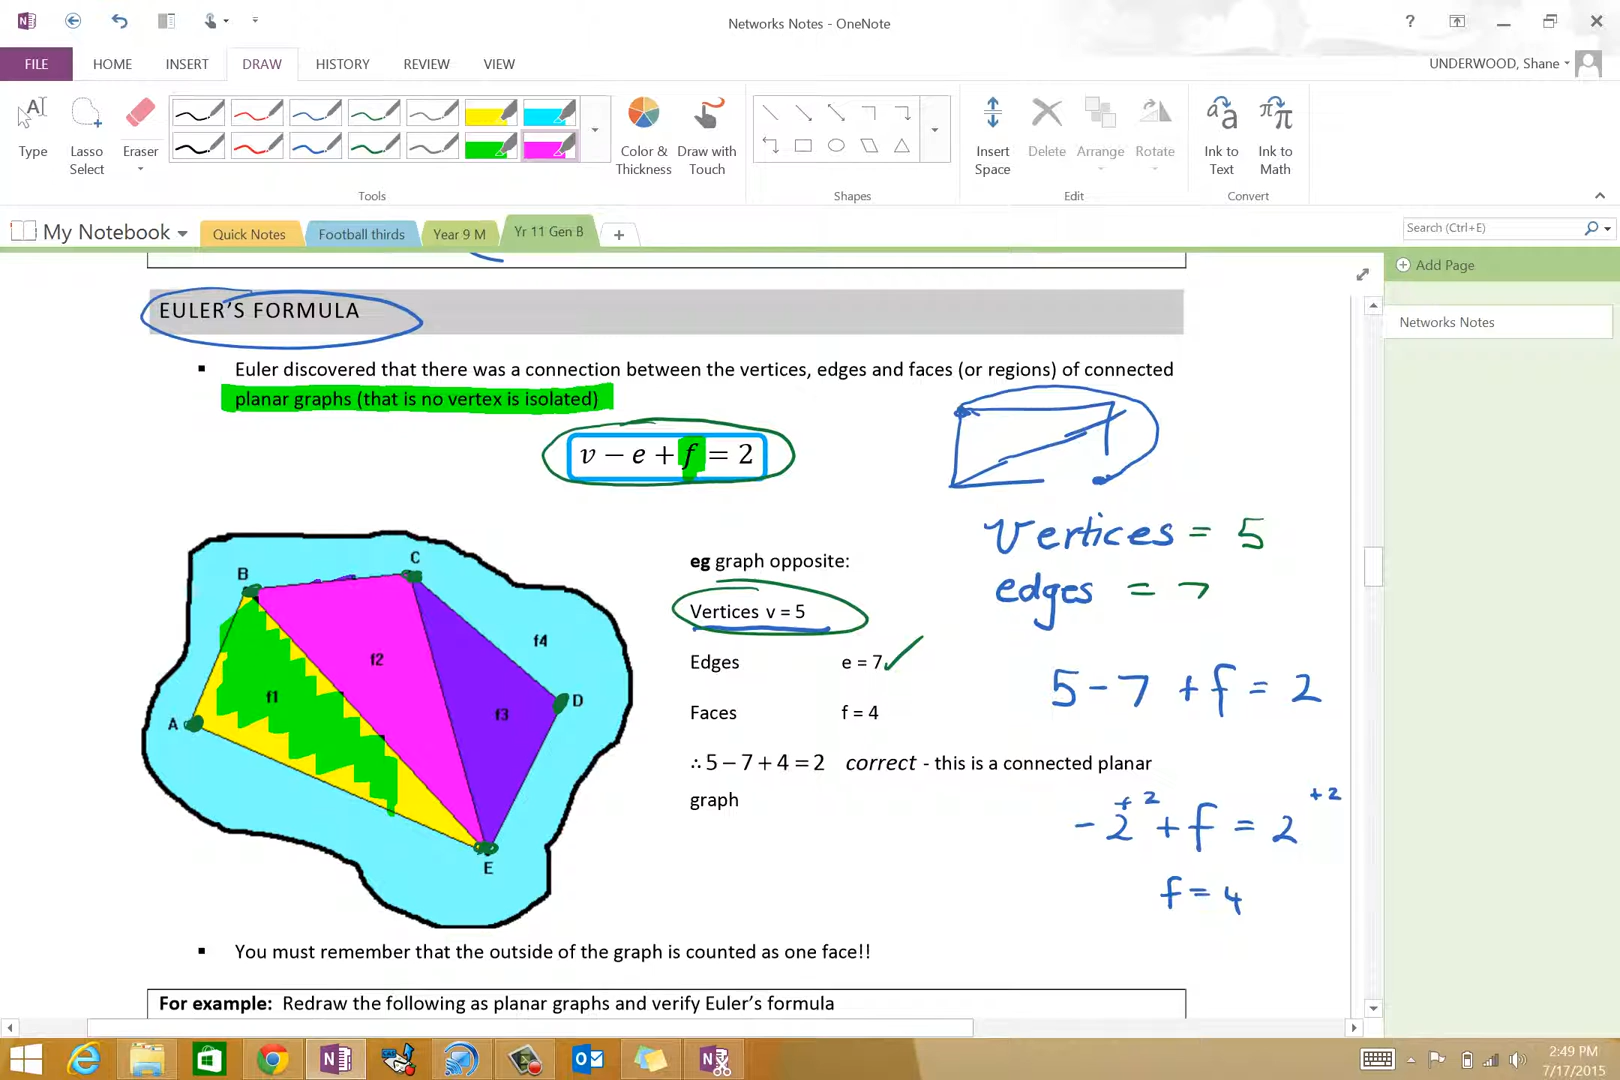 Networks Notes - OneNote
?
FILE HOME INSERT DRAW HISTORY REVIEW VIEW
UNDERWOOD, Shane
Type
Lasso Select
Eraser
Color & Thickness
Draw with Touch
Insert Space
Delete
Arrange
Rotate
Ink to Text
Ink to Math
Tools
Shapes
Edit
Convert
My Notebook
Quick Notes
Football thirds
Year 9 M
Yr 11 Gen B
Search (Ctrl+E)
Add Page
Networks Notes
EULER'S FORMULA
▪ Euler discovered that there was a connection between the vertices, edges and faces (or regions) of connected
planar graphs (that is no vertex is isolated)
v − e + f = 2
Vertices = 5
edges = 7
5 - 7 + f = 2
- 2 +2 + f = 2 +2
f = 4
B
C
f4
f2
D
f3
f1
A
E
eg graph opposite:
Vertices v = 5
Edges e = 7
Faces f = 4
∴ 5 − 7 + 4 = 2 correct - this is a connected planar
graph
▪ You must remember that the outside of the graph is counted as one face!!
For example: Redraw the following as planar graphs and verify Euler's formula
2:49 PM
7/17/2015